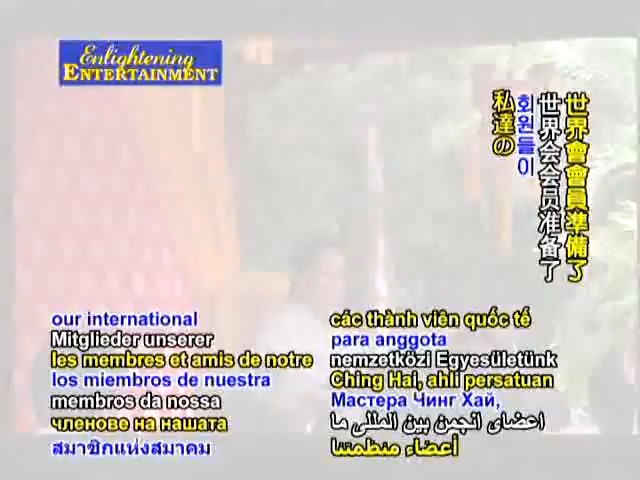 Enlightening
ENTERTAINMENT
世界會會員準備了
世界会会员准备了
회원들이
私達の
our international
Mitglieder unserer
les membres et amis de notre
los miembros de nuestra
membros da nossa
членове на нашата
สมาชิกแห่งสมาคม
các thành viên quốc tế
para anggota
nemzetközi Egyesületünk
Ching Hai, ahli persatuan
Мастера Чинг Хай,
اعضای انجمن بین المللی ما
أعضاء منظمتنا